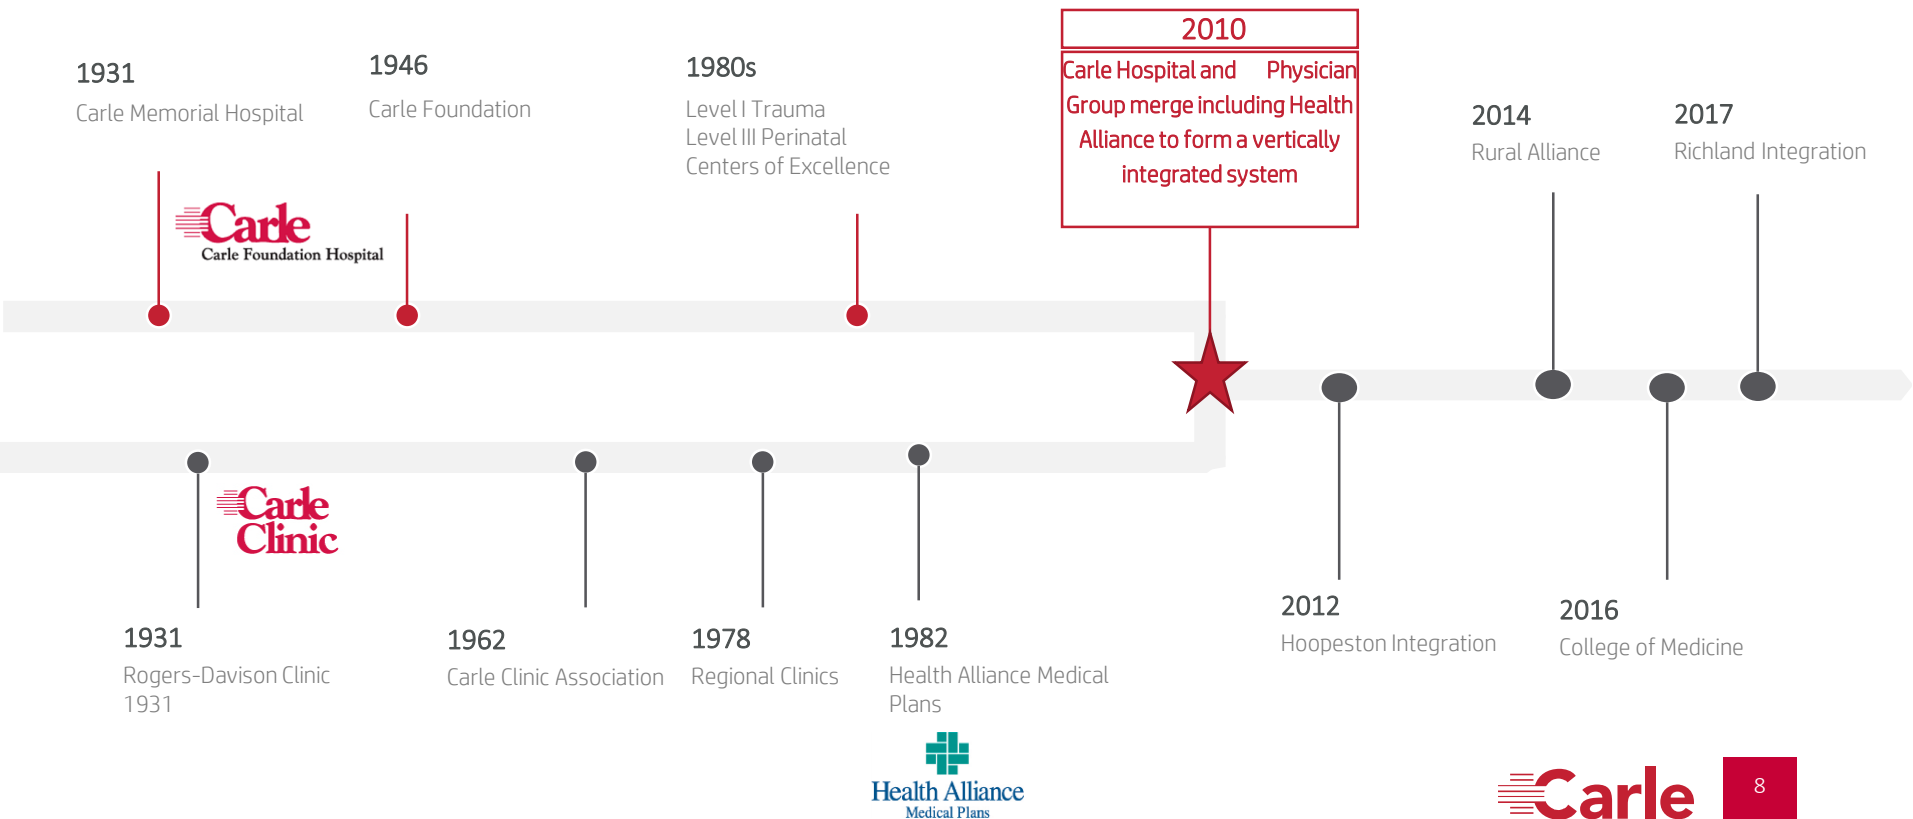 1931
Carle Memorial Hospital
1946
Carle Foundation
1980s
Level I Trauma
Level III Perinatal
Centers of Excellence
2010
Carle Hospital and Physician
Group merge including Health
Alliance to form a vertically
integrated system
2014
Rural Alliance
2017
Richland Integration
Carle
Carle Foundation Hospital
Carle
Clinic
1931
Rogers-Davison Clinic
1931
1962
Carle Clinic Association
1978
Regional Clinics
1982
Health Alliance Medical
Plans
Health Alliance
Medical Plans
2012
Hoopeston Integration
2016
College of Medicine
Carle
8